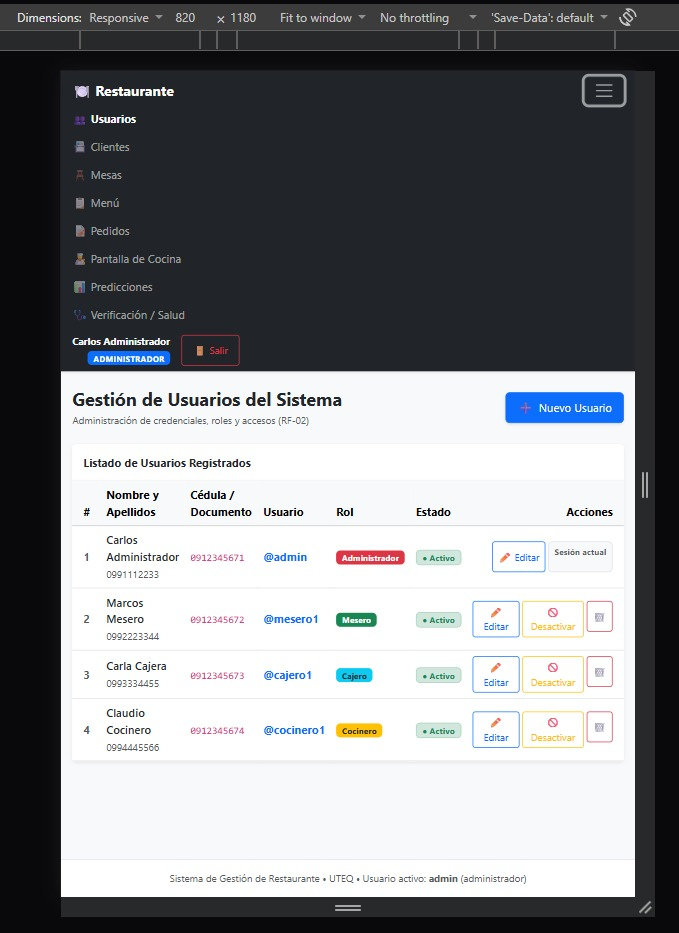 Dimensions: Responsive 820 × 1180 Fit to window No throttling 'Save-Data': default
Restaurante
Usuarios
Clientes
Mesas
Menú
Pedidos
Pantalla de Cocina
Predicciones
Verificación / Salud
Carlos Administrador
ADMINISTRADOR
Salir
Gestión de Usuarios del Sistema
Administración de credenciales, roles y accesos (RF-02)
Nuevo Usuario
Listado de Usuarios Registrados
# Nombre y Apellidos Cédula / Documento Usuario Rol Estado Acciones
1 Carlos Administrador 0991112233 0912345671 @admin Administrador • Activo Editar Sesión actual
2 Marcos Mesero 0992223344 0912345672 @mesero1 Mesero • Activo Editar Desactivar
3 Carla Cajera 0993334455 0912345673 @cajero1 Cajero • Activo Editar Desactivar
4 Claudio Cocinero 0994445566 0912345674 @cocinero1 Cocinero • Activo Editar Desactivar
Sistema de Gestión de Restaurante • UTEQ • Usuario activo: admin (administrador)